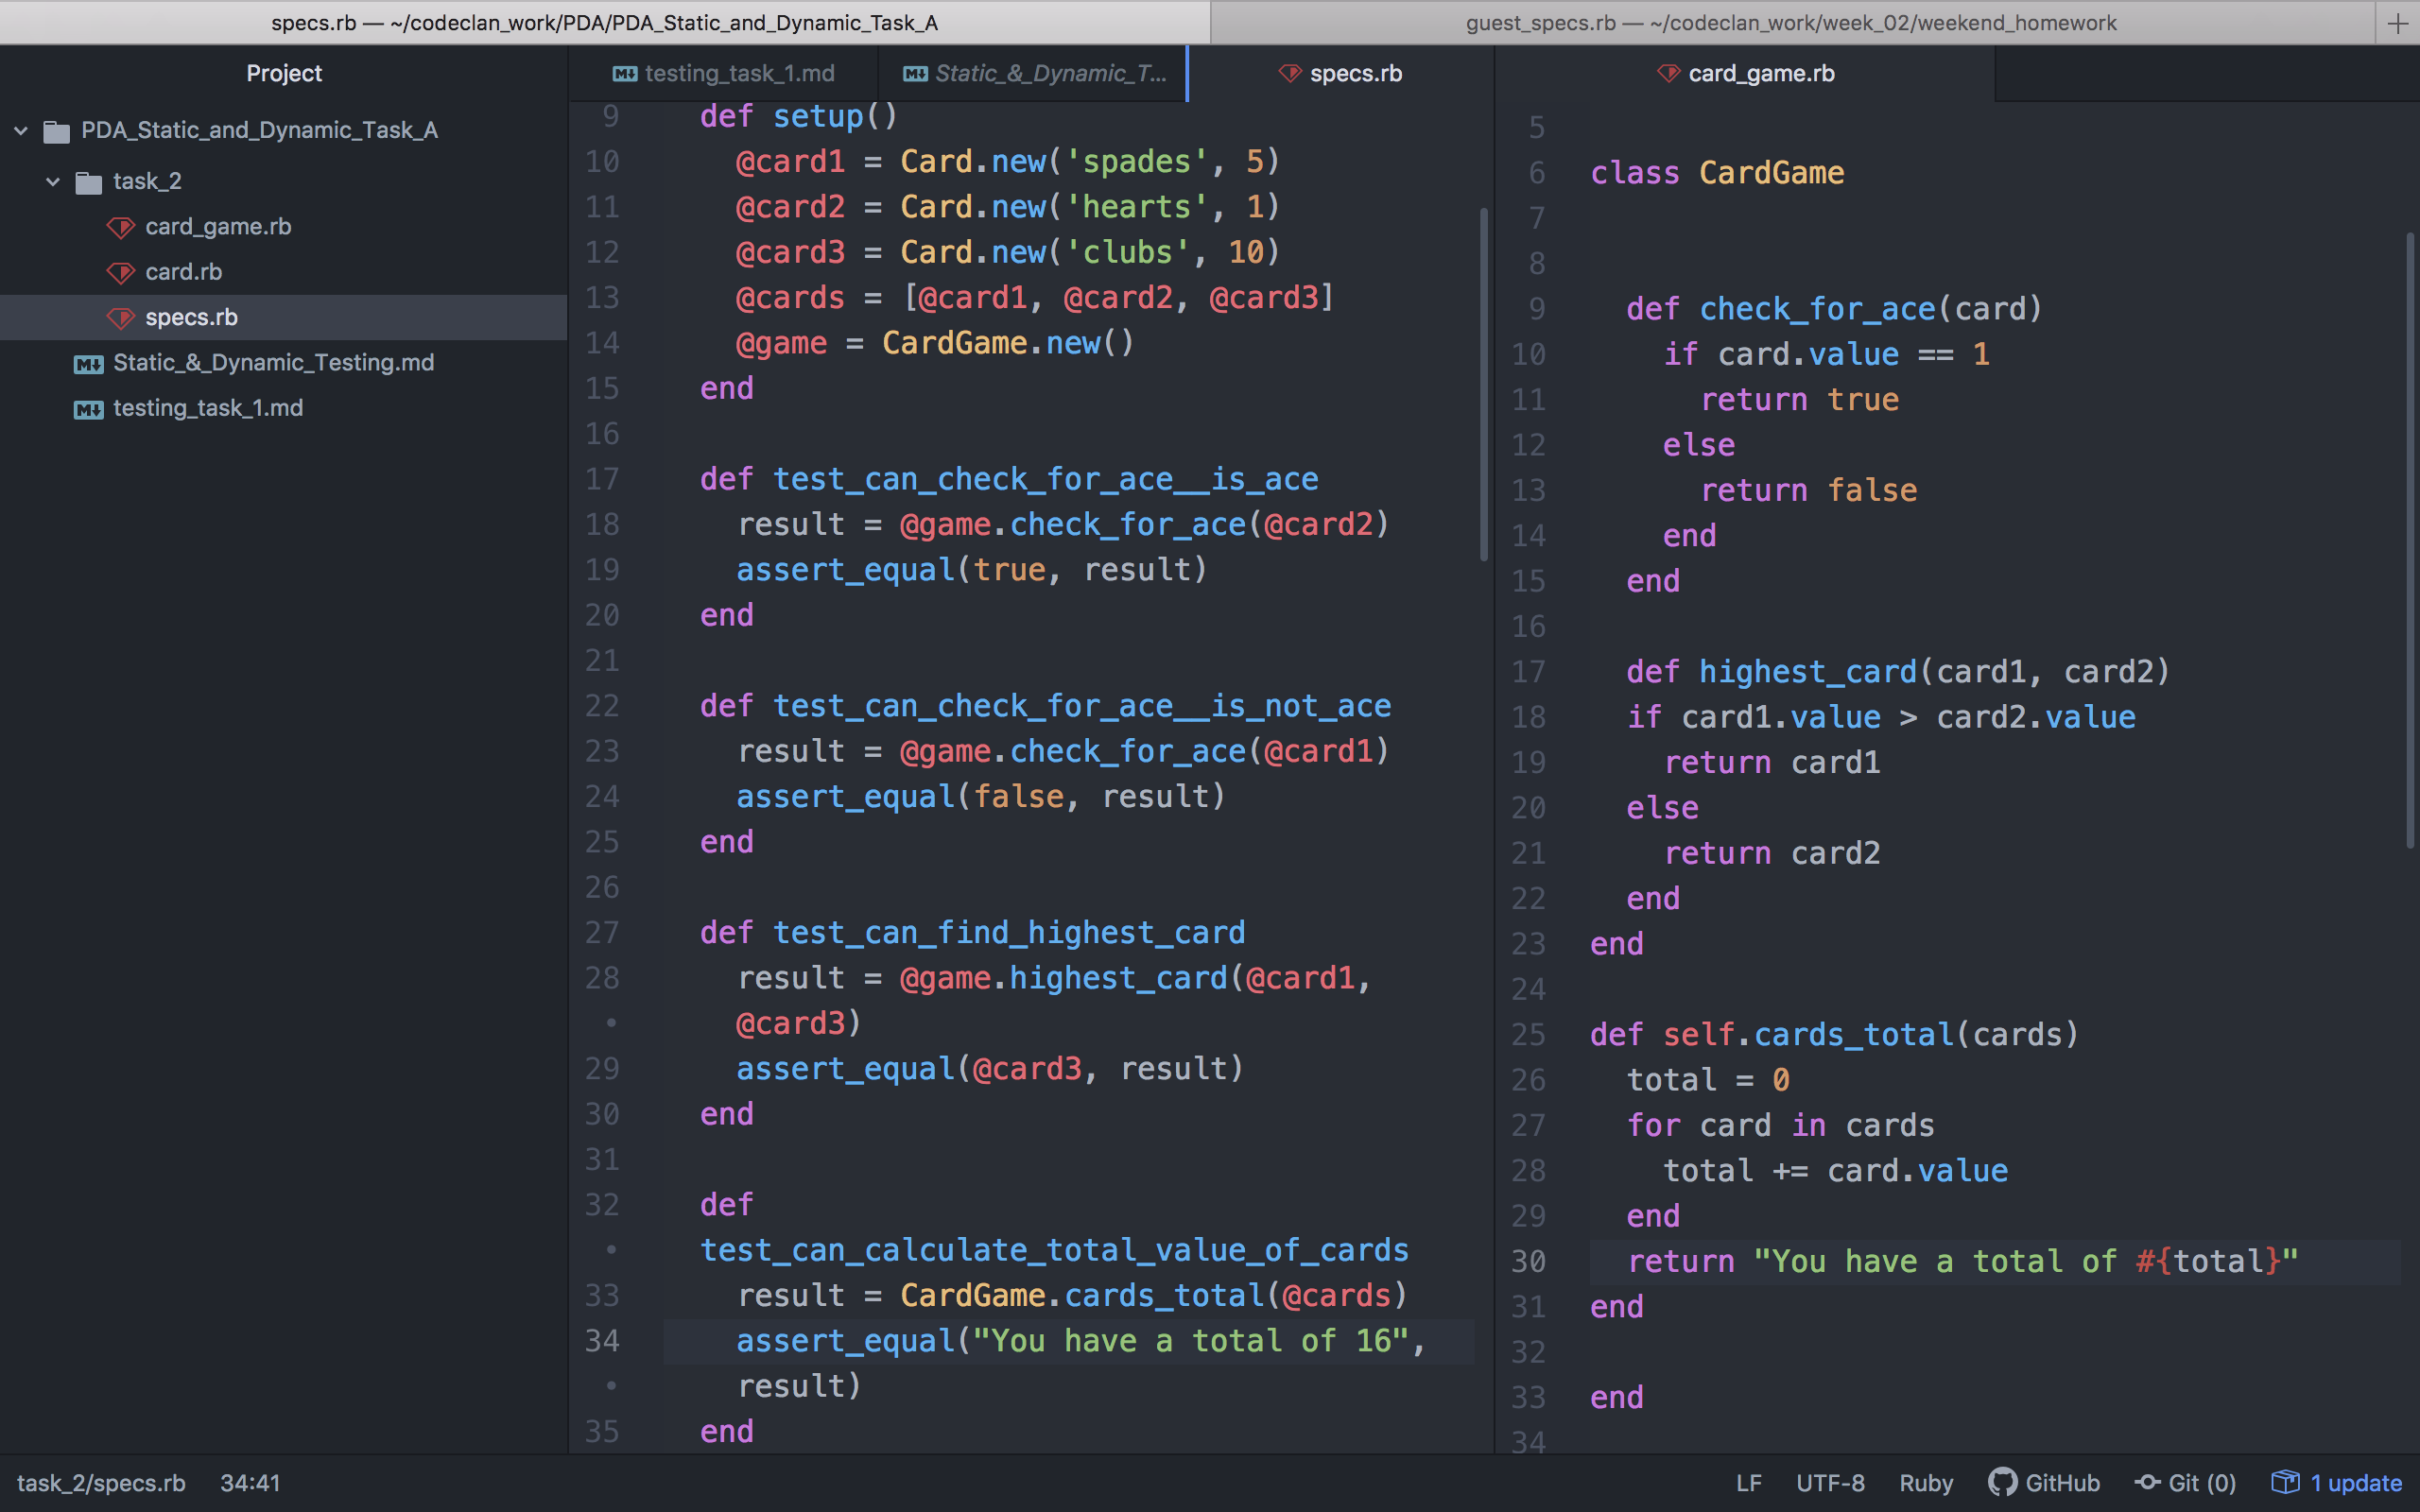 specs.rb — ~/codeclan_work/PDA/PDA_Static_and_Dynamic_Task_A
guest_specs.rb — ~/codeclan_work/week_02/weekend_homework
+
Project
PDA_Static_and_Dynamic_Task_A
task_2
card_game.rb
card.rb
specs.rb
Static_&_Dynamic_Testing.md
testing_task_1.md
testing_task_1.md
Static_&_Dynamic_T...
specs.rb
9 def setup()
10 @card1 = Card.new('spades', 5)
11 @card2 = Card.new('hearts', 1)
12 @card3 = Card.new('clubs', 10)
13 @cards = [@card1, @card2, @card3]
14 @game = CardGame.new()
15 end
16
17 def test_can_check_for_ace__is_ace
18 result = @game.check_for_ace(@card2)
19 assert_equal(true, result)
20 end
21
22 def test_can_check_for_ace__is_not_ace
23 result = @game.check_for_ace(@card1)
24 assert_equal(false, result)
25 end
26
27 def test_can_find_highest_card
28 result = @game.highest_card(@card1,
• @card3)
29 assert_equal(@card3, result)
30 end
31
32 def
• test_can_calculate_total_value_of_cards
33 result = CardGame.cards_total(@cards)
34 assert_equal("You have a total of 16",
• result)
35 end
card_game.rb
5
6 class CardGame
7
8
9 def check_for_ace(card)
10 if card.value == 1
11 return true
12 else
13 return false
14 end
15 end
16
17 def highest_card(card1, card2)
18 if card1.value > card2.value
19 return card1
20 else
21 return card2
22 end
23 end
24
25 def self.cards_total(cards)
26 total = 0
27 for card in cards
28 total += card.value
29 end
30 return "You have a total of #{total}"
31 end
32
33 end
34
task_2/specs.rb 34:41
LF UTF-8 Ruby GitHub Git (0) 1 update